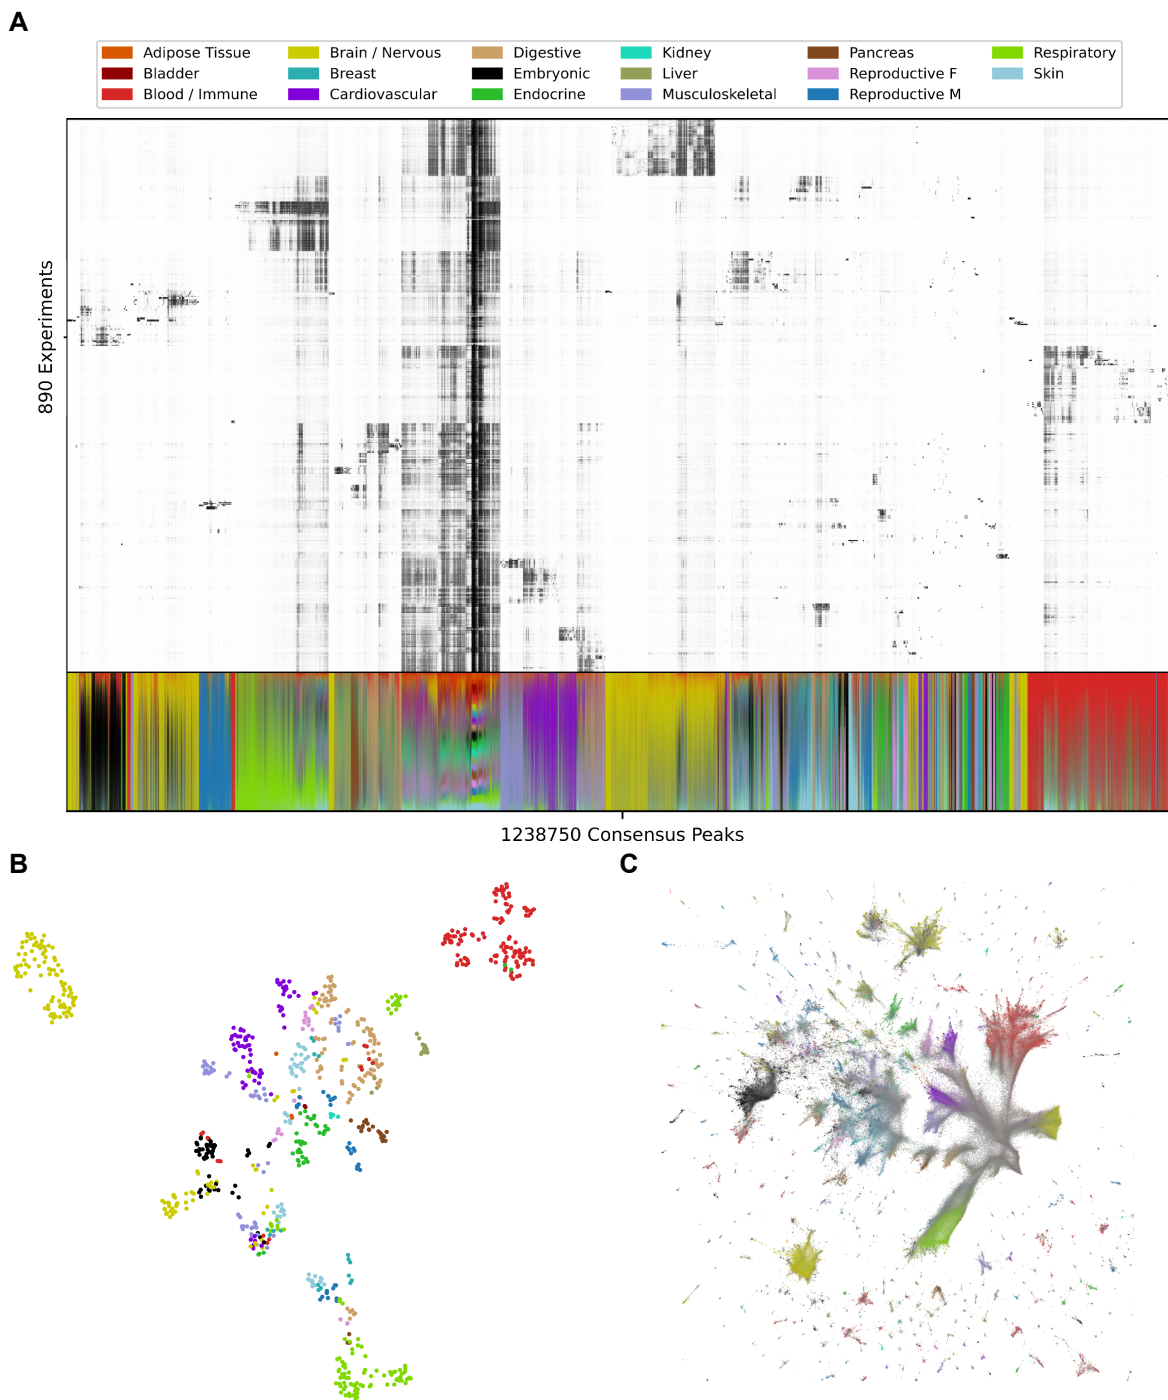 A
Adipose Tissue Brain / Nervous Digestive Kidney Pancreas Respiratory
Bladder Breast Embryonic Liver Reproductive F Skin
Blood / Immune Cardiovascular Endocrine Musculoskeletal Reproductive M
890 Experiments
1238750 Consensus Peaks
B C